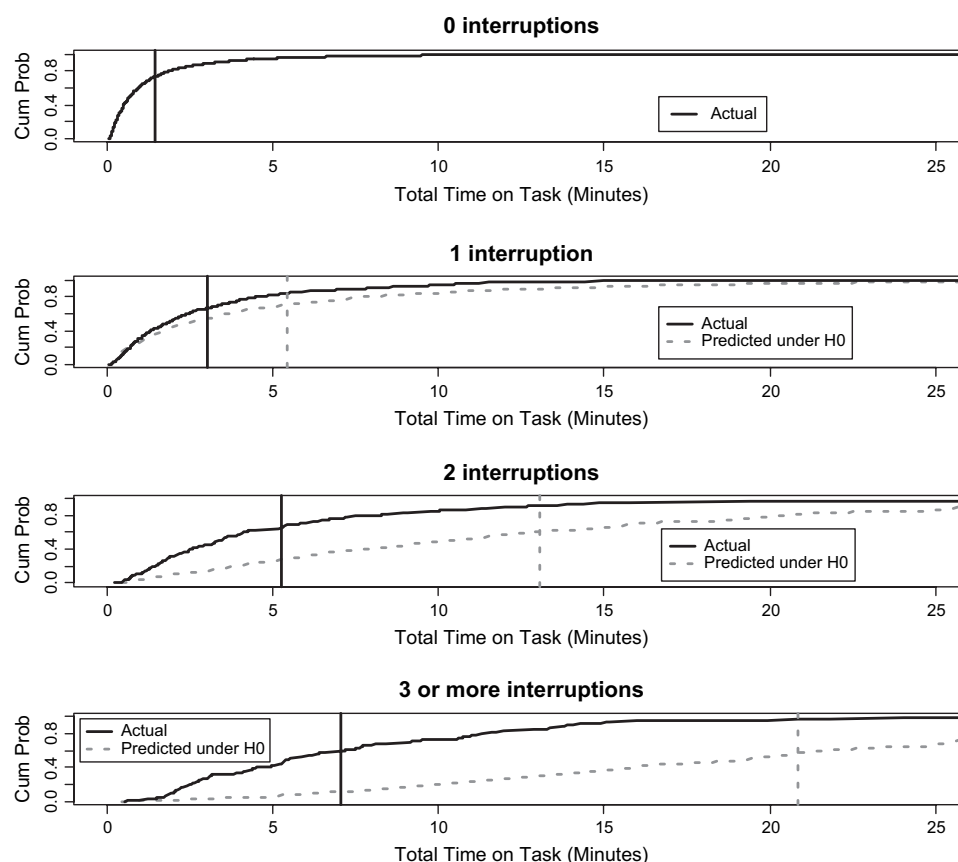 0 interruptions
Cum Prob
0.0 0.4 0.8
Actual
0 5 10 15 20 25
Total Time on Task (Minutes)
1 interruption
Cum Prob
0.0 0.4 0.8
Actual
Predicted under H0
0 5 10 15 20 25
Total Time on Task (Minutes)
2 interruptions
Cum Prob
0.0 0.4 0.8
Actual
Predicted under H0
0 5 10 15 20 25
Total Time on Task (Minutes)
3 or more interruptions
Cum Prob
0.0 0.4 0.8
Actual
Predicted under H0
0 5 10 15 20 25
Total Time on Task (Minutes)